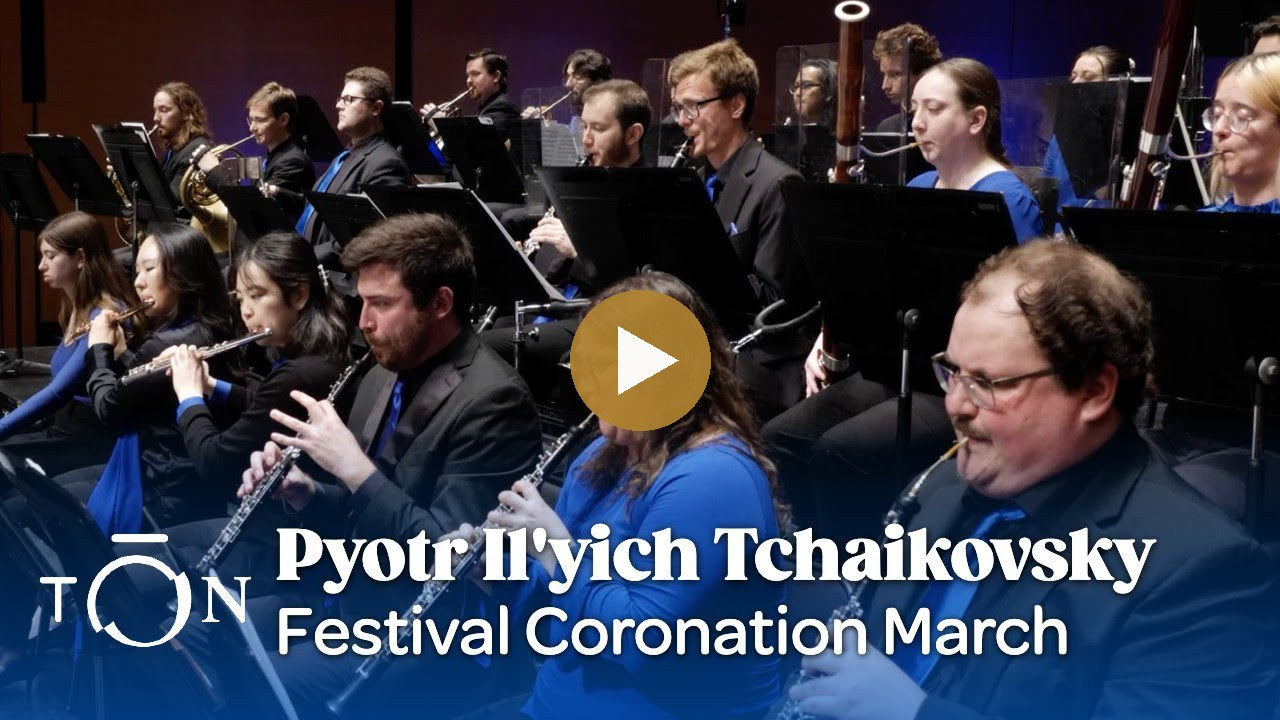 TŌN
Pyotr Il'yich Tchaikovsky
Festival Coronation March